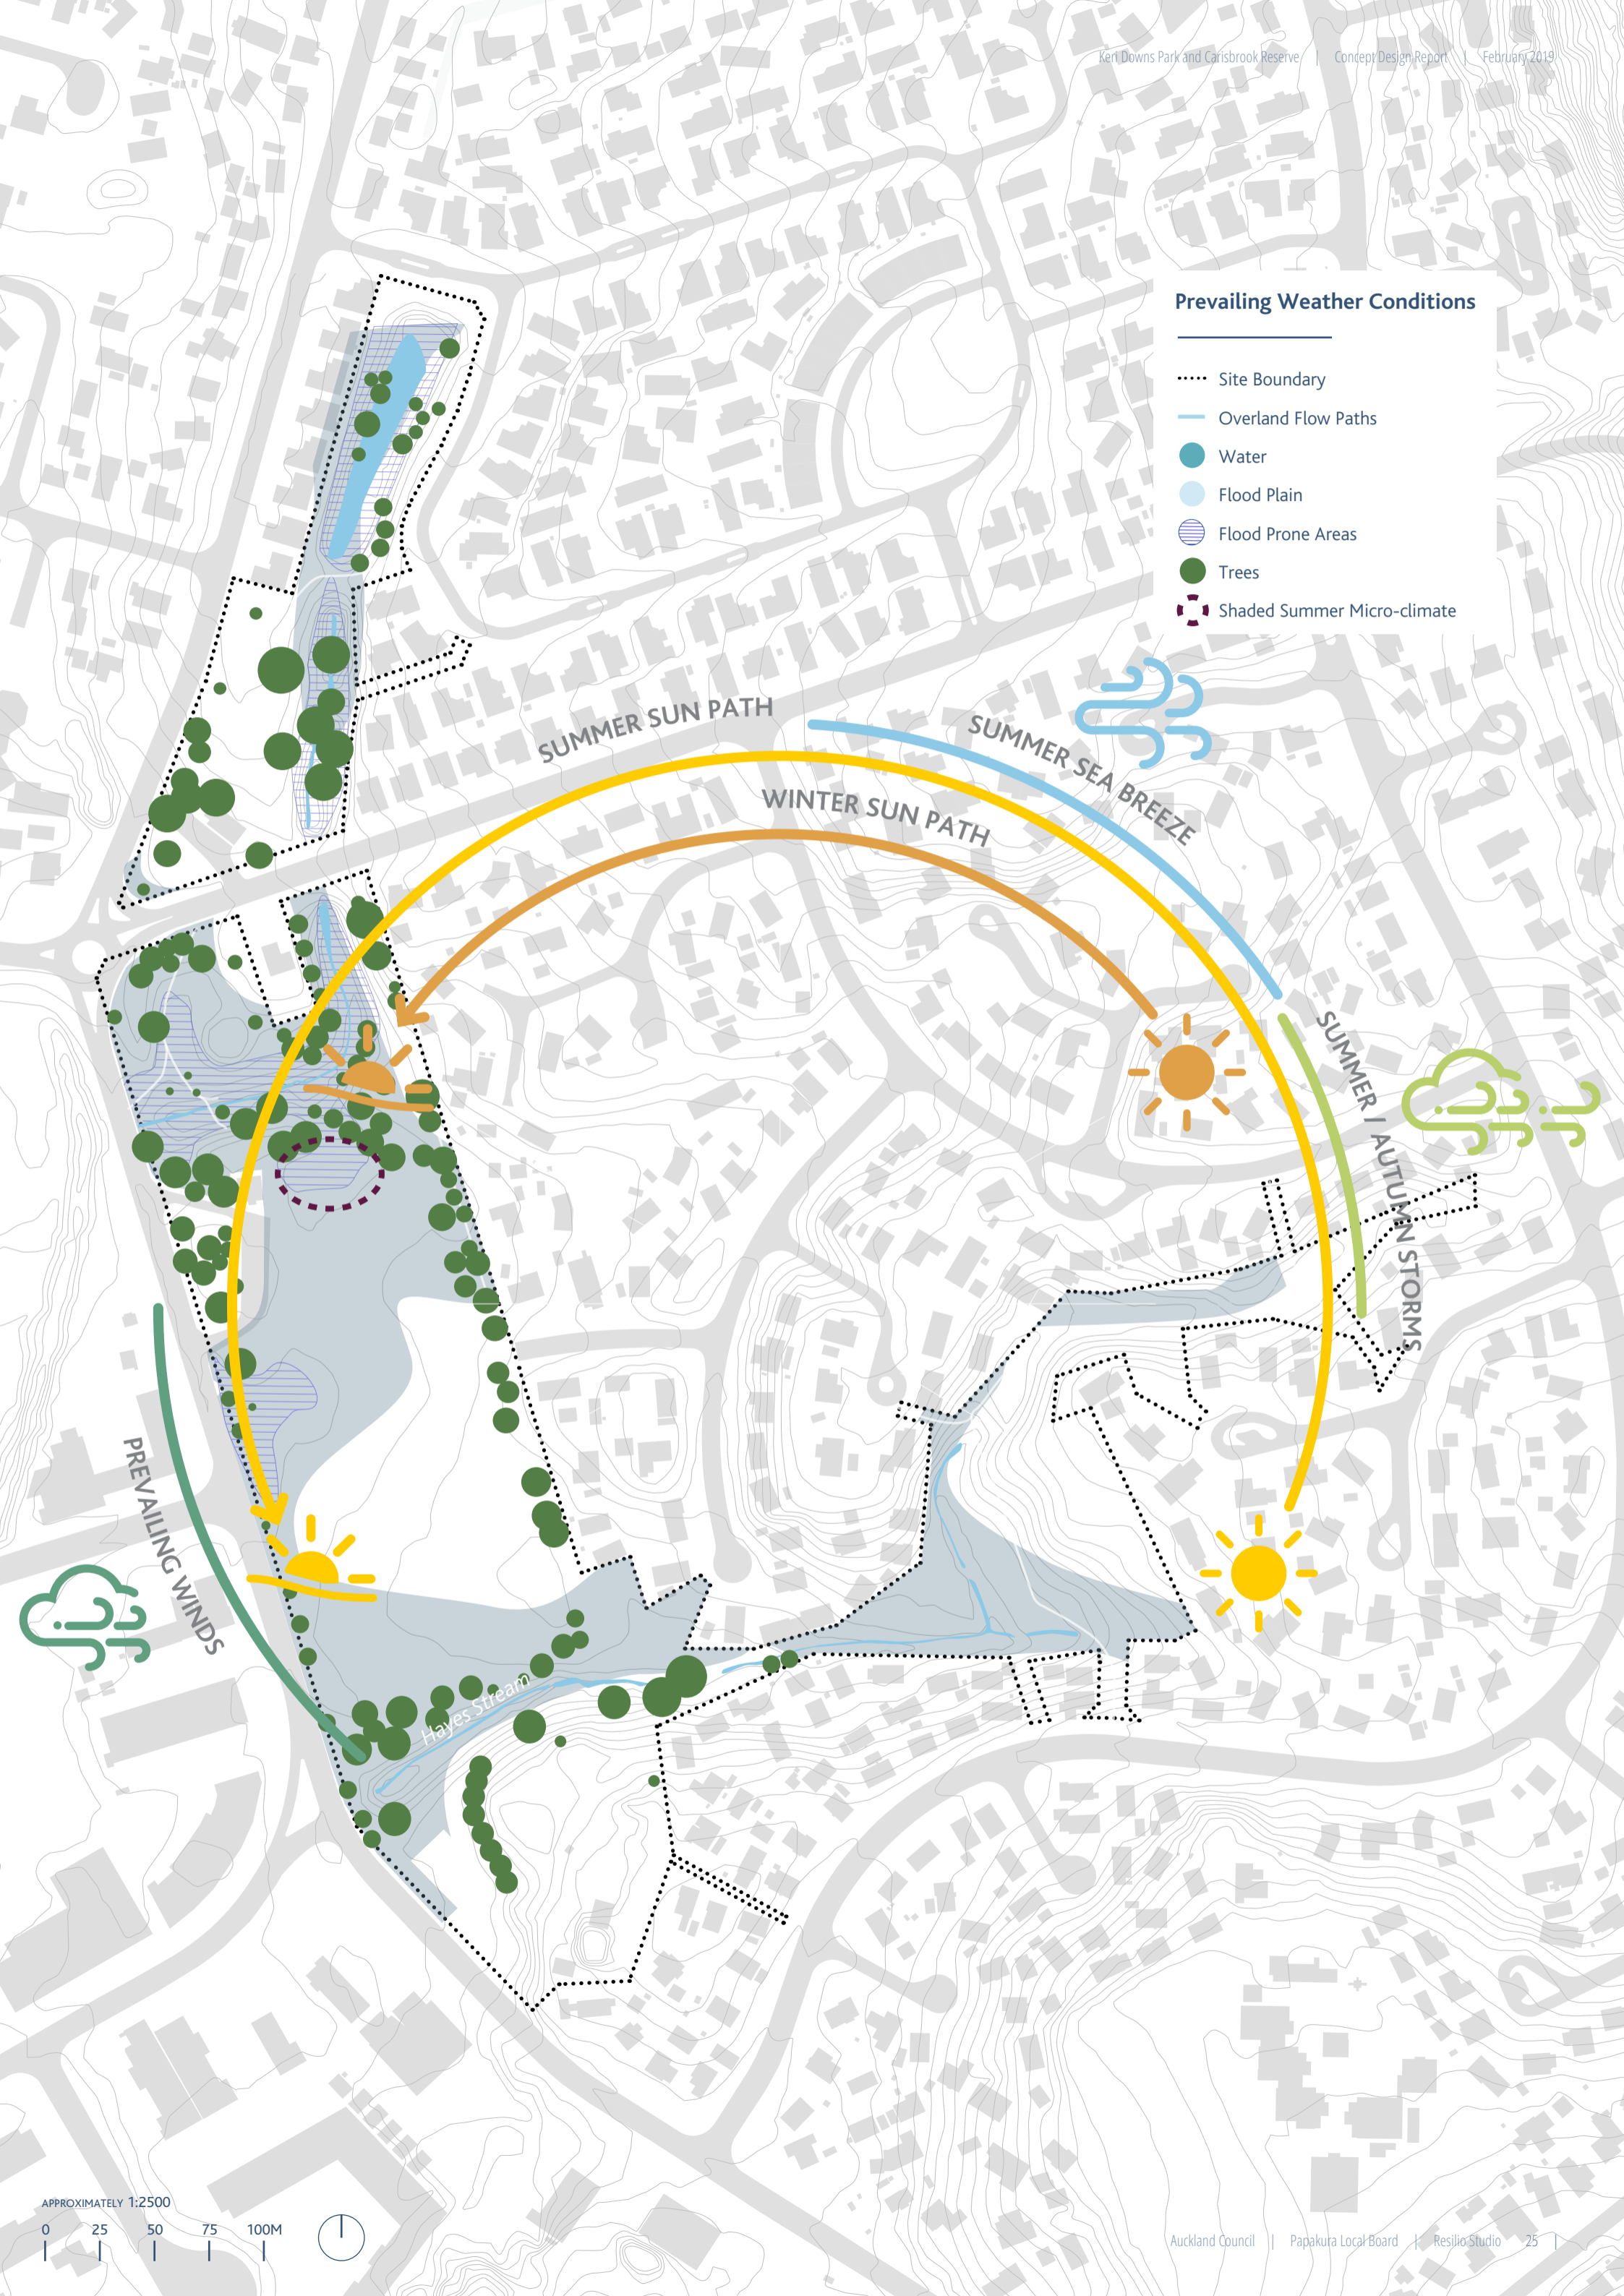 Keri Downs Park and Carisbrook Reserve | Concept Design Report | February 2019
Prevailing Weather Conditions
Site Boundary
Overland Flow Paths
Water
Flood Plain
Flood Prone Areas
Trees
Shaded Summer Micro-climate
SUMMER SUN PATH
SUMMER SEA BREEZE
WINTER SUN PATH
SUMMER / AUTUMN STORMS
PREVAILING WINDS
Hayes Stream
APPROXIMATELY 1:2500
0 25 50 75 100M
Auckland Council | Papakura Local Board | Resilio Studio 25 |